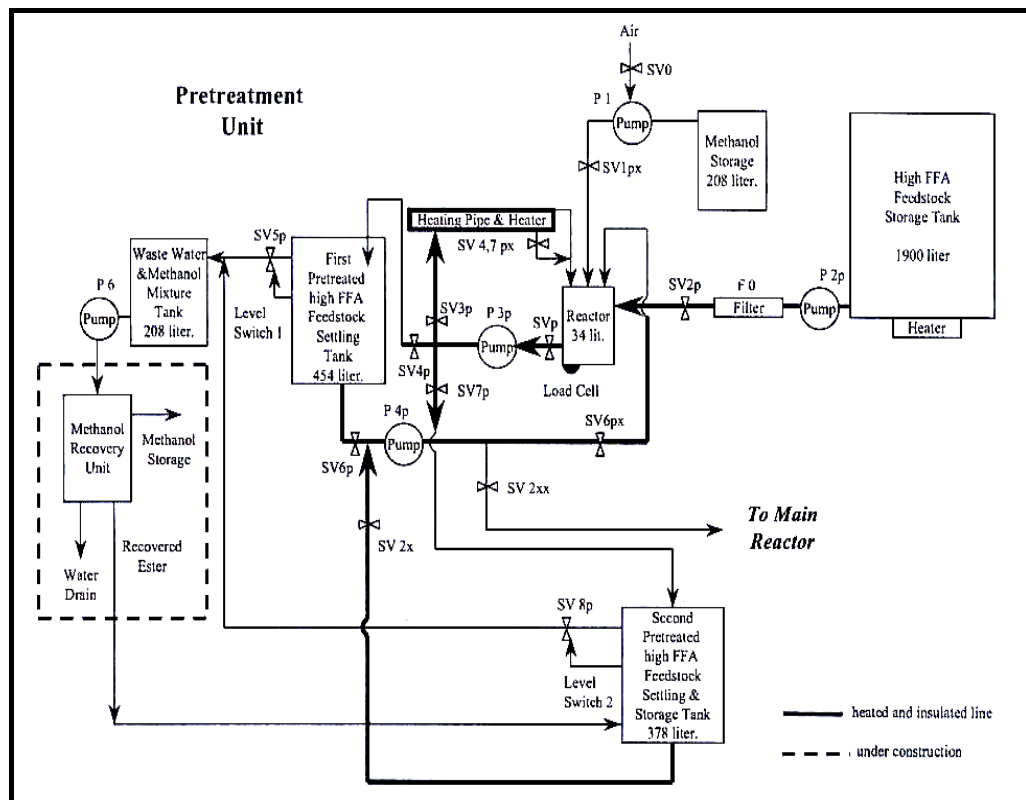 Pretreatment
Unit
Air
SV0
P 1
Pump
SV1px
Methanol
Storage
208 liter.
High FFA
Feedstock
Storage Tank
1900 liter
Heater
P 2p
Pump
F 0
Filter
SV2p
Heating Pipe & Heater
SV 4,7 px
Reactor
34 lit.
Load Cell
SVp
P 3p
Pump
SV3p
SV4p
SV7p
First
Pretreated
high FFA
Feedstock
Settling
Tank
454 liter.
SV5p
Level
Switch 1
Waste Water
&Methanol
Mixture
Tank
208 liter.
P 6
Pump
Methanol
Recovery
Unit
Methanol
Storage
Water
Drain
Recovered
Ester
SV6p
P 4p
Pump
SV6px
SV 2xx
SV 2x
To Main
Reactor
SV 8p
Level
Switch 2
Second
Pretreated
high FFA
Feedstock
Settling &
Storage Tank
378 liter.
heated and insulated line
under construction